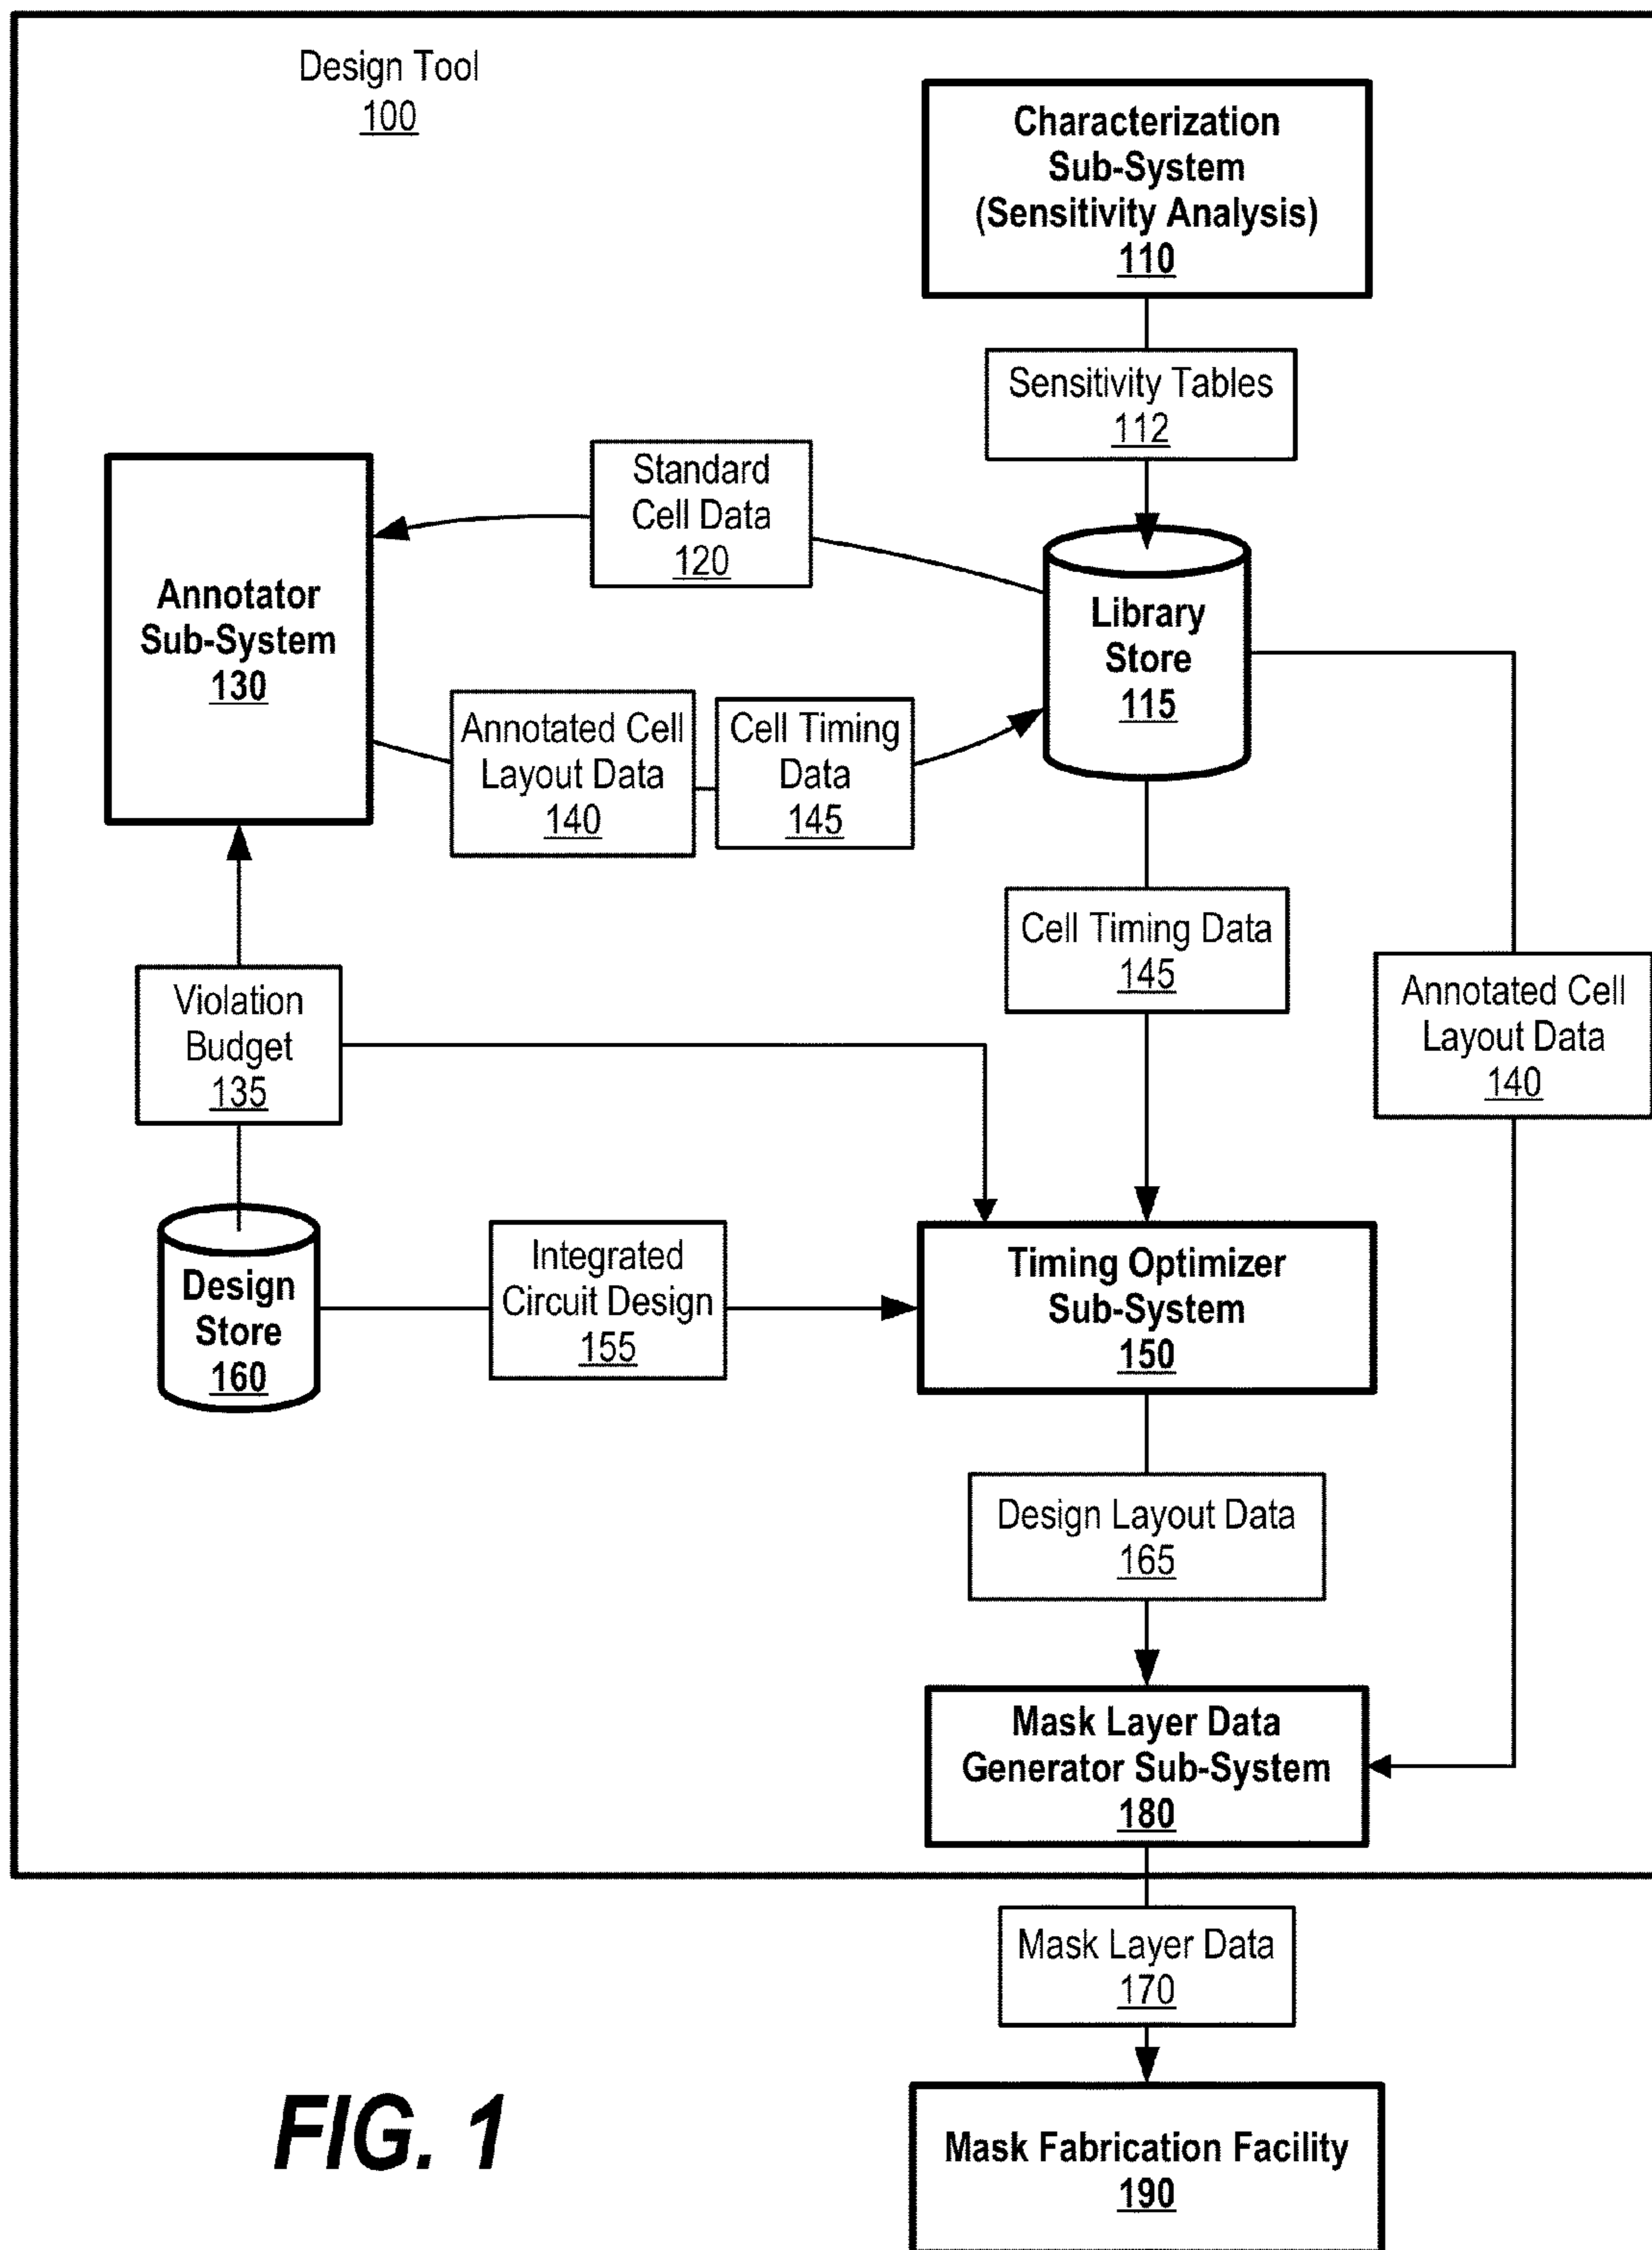 Design Tool
100
Characterization
Sub-System
(Sensitivity Analysis)
110
Sensitivity Tables
112
Standard
Cell Data
120
Annotator
Sub-System
130
Library
Store
115
Annotated Cell
Layout Data
140
Cell Timing
Data
145
Cell Timing Data
145
Annotated Cell
Layout Data
140
Violation
Budget
135
Design
Store
160
Integrated
Circuit Design
155
Timing Optimizer
Sub-System
150
Design Layout Data
165
Mask Layer Data
Generator Sub-System
180
Mask Layer Data
170
Mask Fabrication Facility
190
FIG. 1